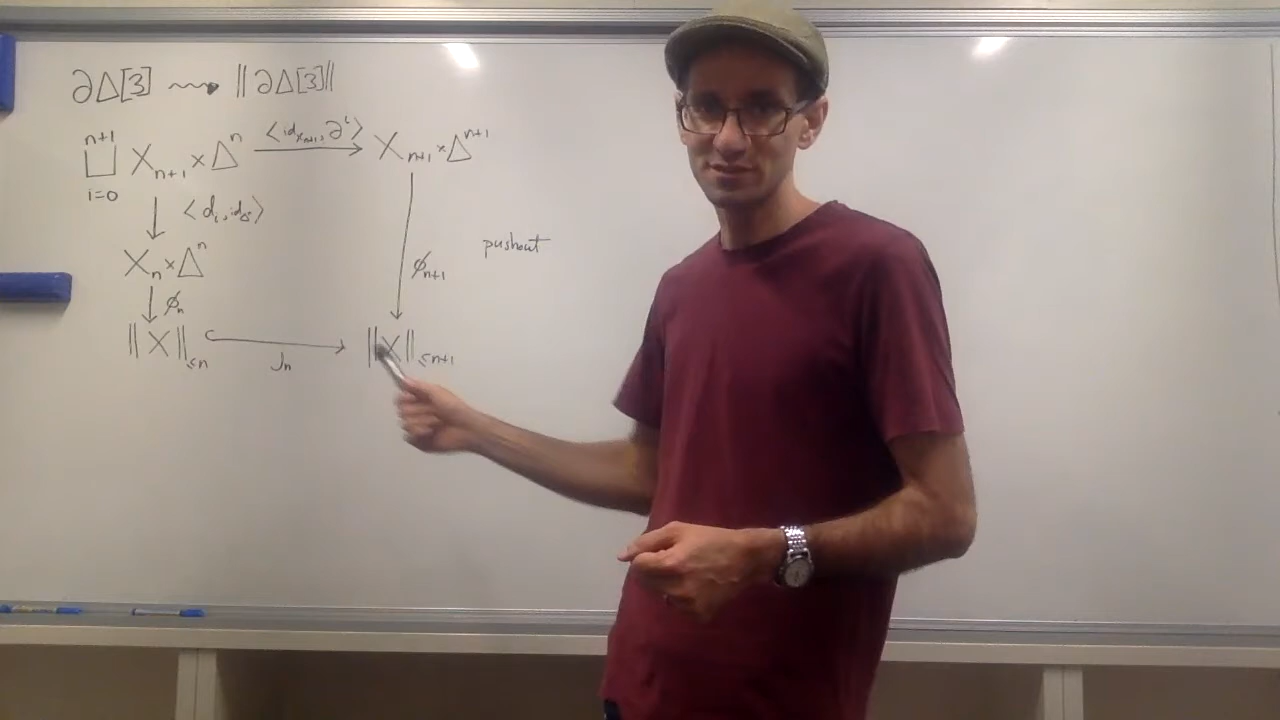 ∂Δ[3] ⇝ ||∂Δ[3]||
n+1 ⊔ i=0 X_{n+1} × Δ^n ⟶ ⟨id_{X_{n+1}}, ∂^i⟩ X_{n+1} × Δ^{n+1}
↓ ⟨d_i, id_Δ⟩
X_n × Δ^n ↓ φ_{n+1} pushout
↓ φ_n
||X||_{≤n} ↪ J_n ||X||_{≤n+1}